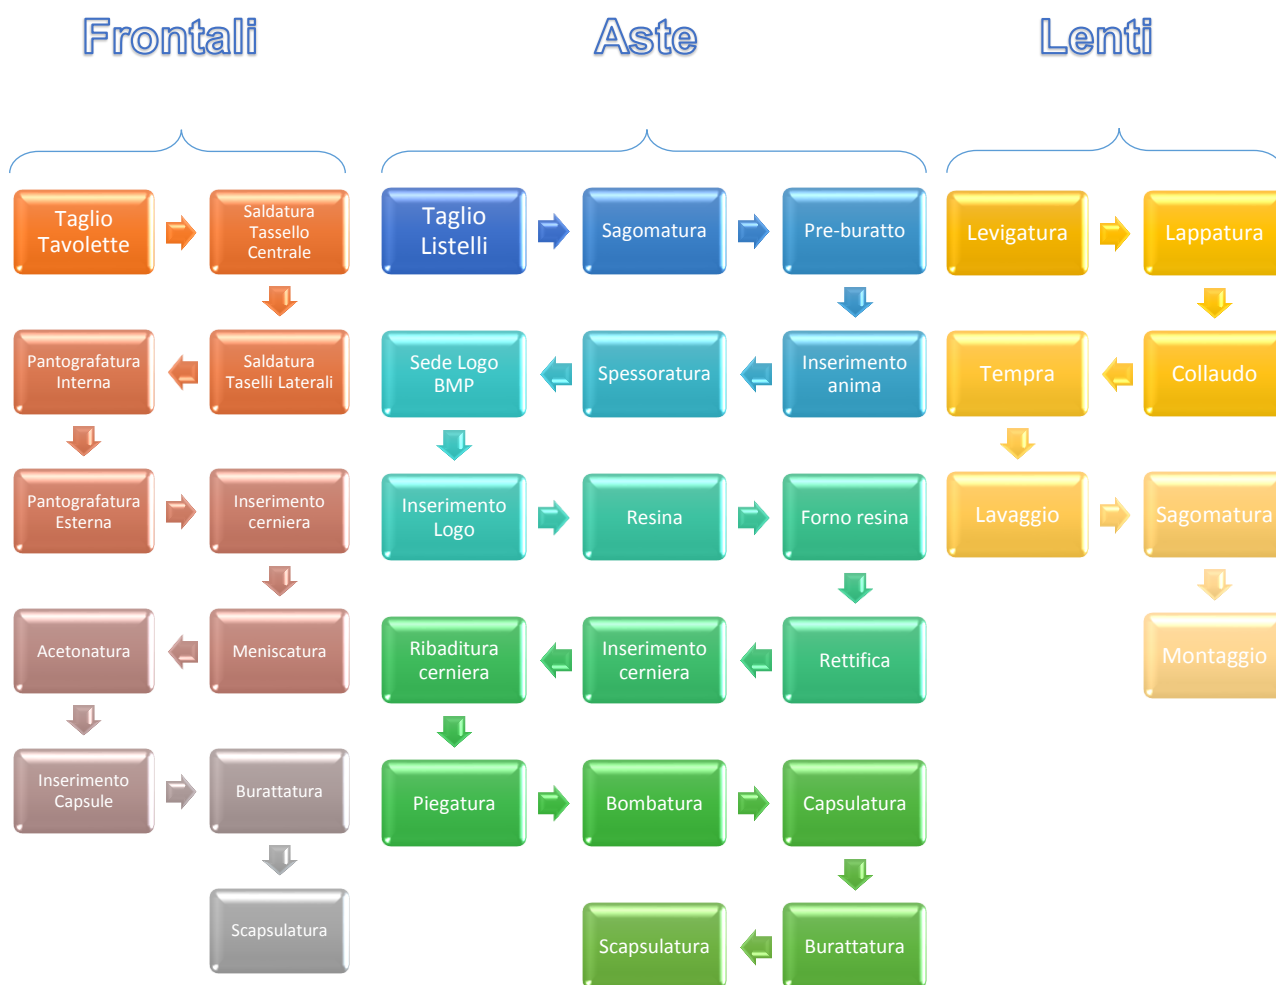 Frontali
Aste
Lenti
Taglio
Tavolette
Saldatura
Tassello
Centrale
Saldatura
Taselli Laterali
Pantografatura
Interna
Pantografatura
Esterna
Inserimento
cerniera
Meniscatura
Acetonatura
Inserimento
Capsule
Burattatura
Scapsulatura
Taglio
Listelli
Sagomatura
Pre-buratto
Inserimento
anima
Spessoratura
Sede Logo
BMP
Inserimento
Logo
Resina
Forno resina
Rettifica
Inserimento
cerniera
Ribaditura
cerniera
Piegatura
Bombatura
Capsulatura
Burattatura
Scapsulatura
Levigatura
Lappatura
Collaudo
Tempra
Lavaggio
Sagomatura
Montaggio